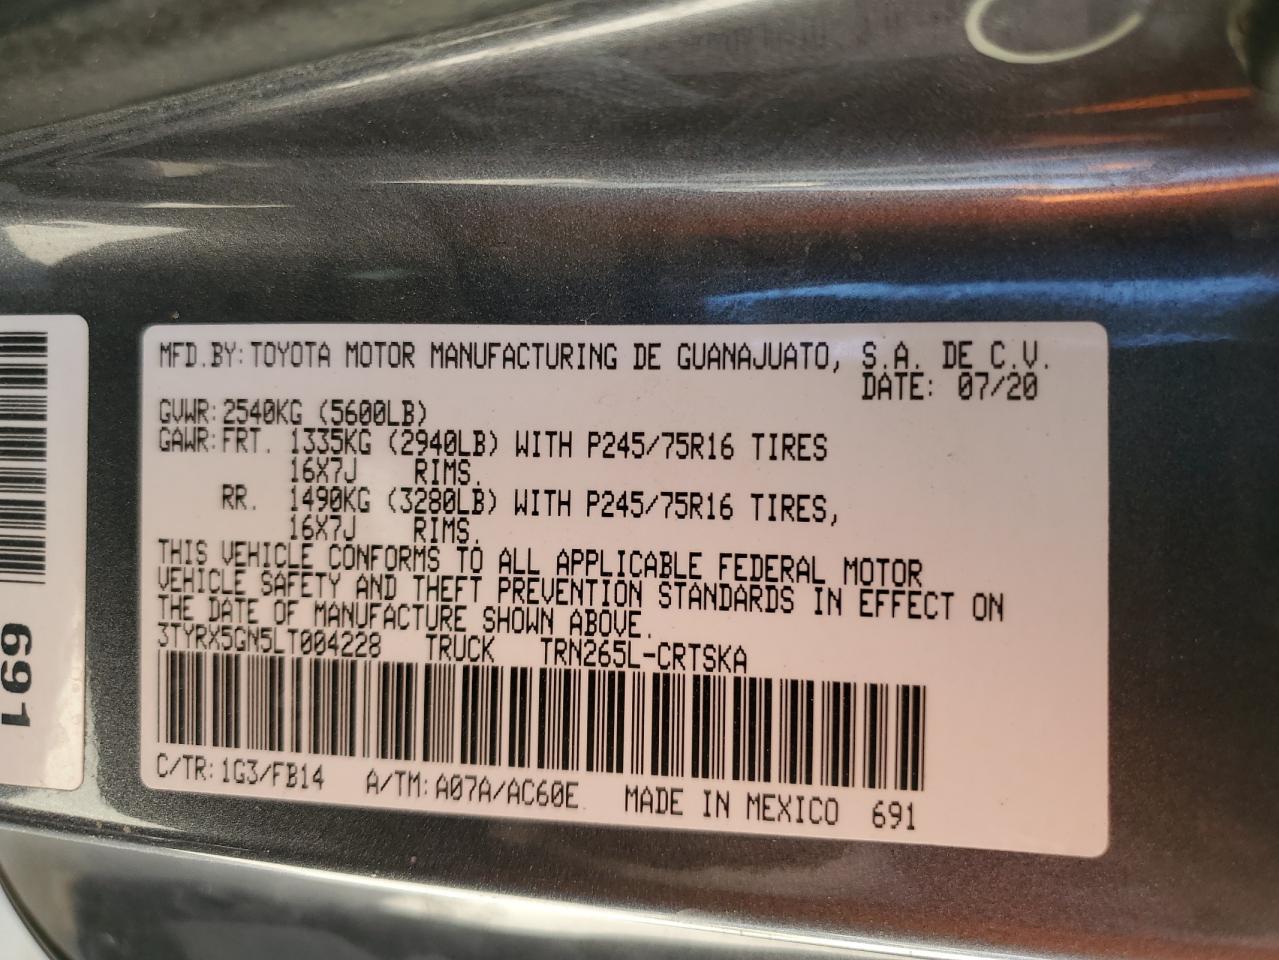 MFD.BY:TOYOTA MOTOR MANUFACTURING DE GUANAJUATO, S.A. DE C.V.
DATE: 07/20
GVWR:2540KG (5600LB)
GAWR:FRT. 1335KG (2940LB) WITH P245/75R16 TIRES
16X7J RIMS.
RR. 1490KG (3280LB) WITH P245/75R16 TIRES,
16X7J RIMS.
THIS VEHICLE CONFORMS TO ALL APPLICABLE FEDERAL MOTOR
VEHICLE SAFETY AND THEFT PREVENTION STANDARDS IN EFFECT ON
THE DATE OF MANUFACTURE SHOWN ABOVE.
3TYRX5GN5LT004228 TRUCK TRN265L-CRTSKA
C/TR:1G3/FB14 A/TM:A07A/AC60E MADE IN MEXICO 691
691